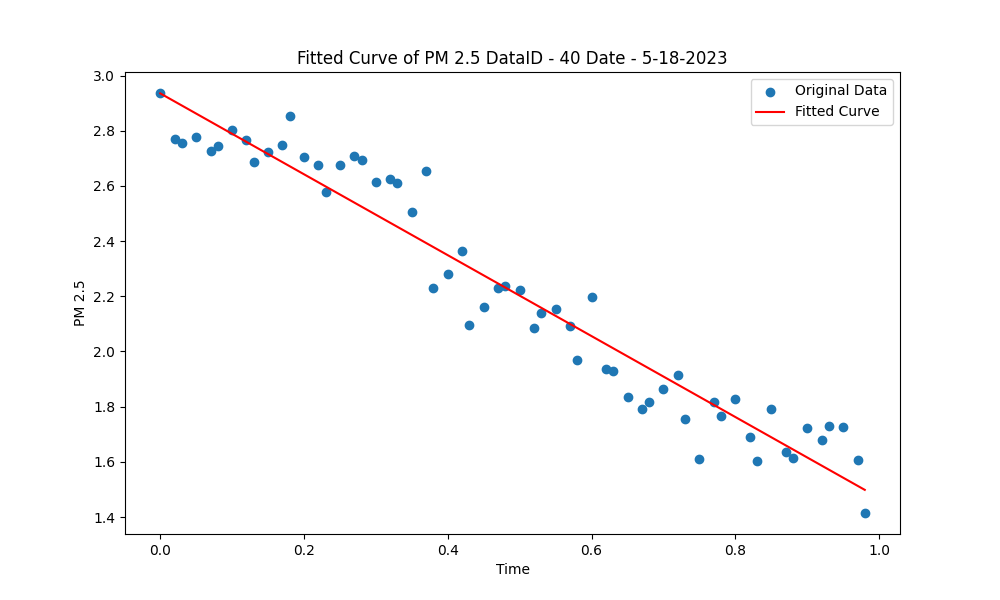 Fitted Curve of PM 2.5 DataID - 40 Date - 5-18-2023
Original Data
Fitted Curve
PM 2.5
3.0
2.8
2.6
2.4
2.2
2.0
1.8
1.6
1.4
0.0 0.2 0.4 0.6 0.8 1.0
Time